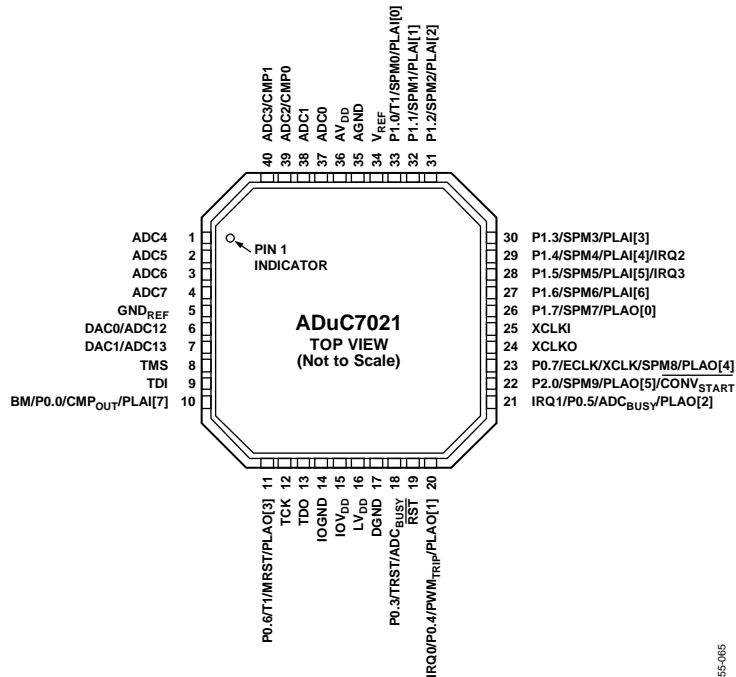 40 ADC3/CMP1
39 ADC2/CMP0
38 ADC1
37 ADC0
36 AVDD
35 AGND
34 VREF
33 P1.0/T1/SPM0/PLAI[0]
32 P1.1/SPM1/PLAI[1]
31 P1.2/SPM2/PLAI[2]
ADC4 1
ADC5 2
ADC6 3
ADC7 4
GNDREF 5
DAC0/ADC12 6
DAC1/ADC13 7
TMS 8
TDI 9
BM/P0.0/CMPOUT/PLAI[7] 10
PIN 1
INDICATOR
ADuC7021
TOP VIEW
(Not to Scale)
30 P1.3/SPM3/PLAI[3]
29 P1.4/SPM4/PLAI[4]/IRQ2
28 P1.5/SPM5/PLAI[5]/IRQ3
27 P1.6/SPM6/PLAI[6]
26 P1.7/SPM7/PLAO[0]
25 XCLKI
24 XCLKO
23 P0.7/ECLK/XCLK/SPM8/PLAO[4]
22 P2.0/SPM9/PLAO[5]/CONVSTART
21 IRQ1/P0.5/ADCBUSY/PLAO[2]
P0.6/T1/MRST/PLAO[3] 11
TCK 12
TDO 13
IOGND 14
IOVDD 15
LVDD 16
DGND 17
P0.3/TRST/ADCBUSY 18
RST 19
IRQ0/P0.4/PWMTRIP/PLAO[1] 20
55-065